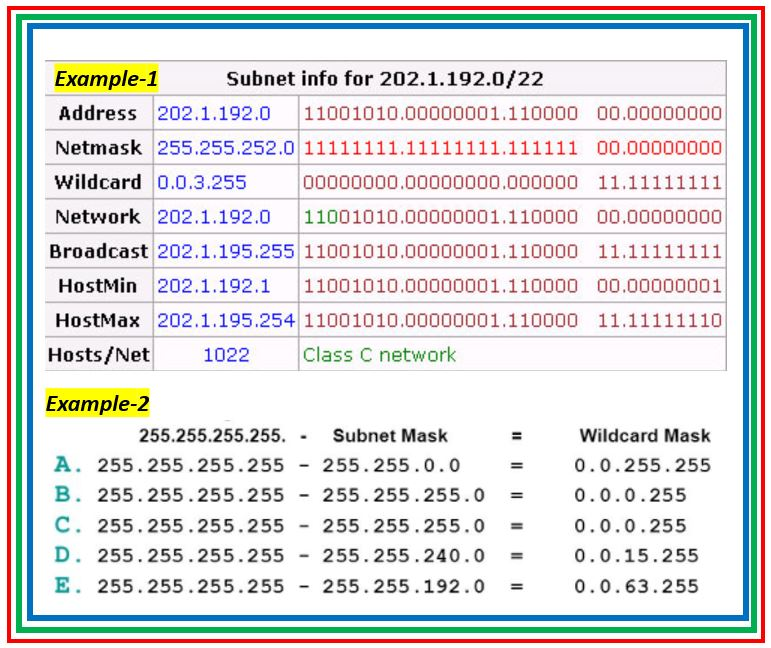 Example-1 Subnet info for 202.1.192.0/22
Address 202.1.192.0 11001010.00000001.110000 00.00000000
Netmask 255.255.252.0 11111111.11111111.111111 00.00000000
Wildcard 0.0.3.255 00000000.00000000.000000 11.11111111
Network 202.1.192.0 11001010.00000001.110000 00.00000000
Broadcast 202.1.195.255 11001010.00000001.110000 11.11111111
HostMin 202.1.192.1 11001010.00000001.110000 00.00000001
HostMax 202.1.195.254 11001010.00000001.110000 11.11111110
Hosts/Net 1022 Class C network
Example-2
255.255.255.255. - Subnet Mask = Wildcard Mask
A. 255.255.255.255 - 255.255.0.0 = 0.0.255.255
B. 255.255.255.255 - 255.255.255.0 = 0.0.0.255
C. 255.255.255.255 - 255.255.255.0 = 0.0.0.255
D. 255.255.255.255 - 255.255.240.0 = 0.0.15.255
E. 255.255.255.255 - 255.255.192.0 = 0.0.63.255